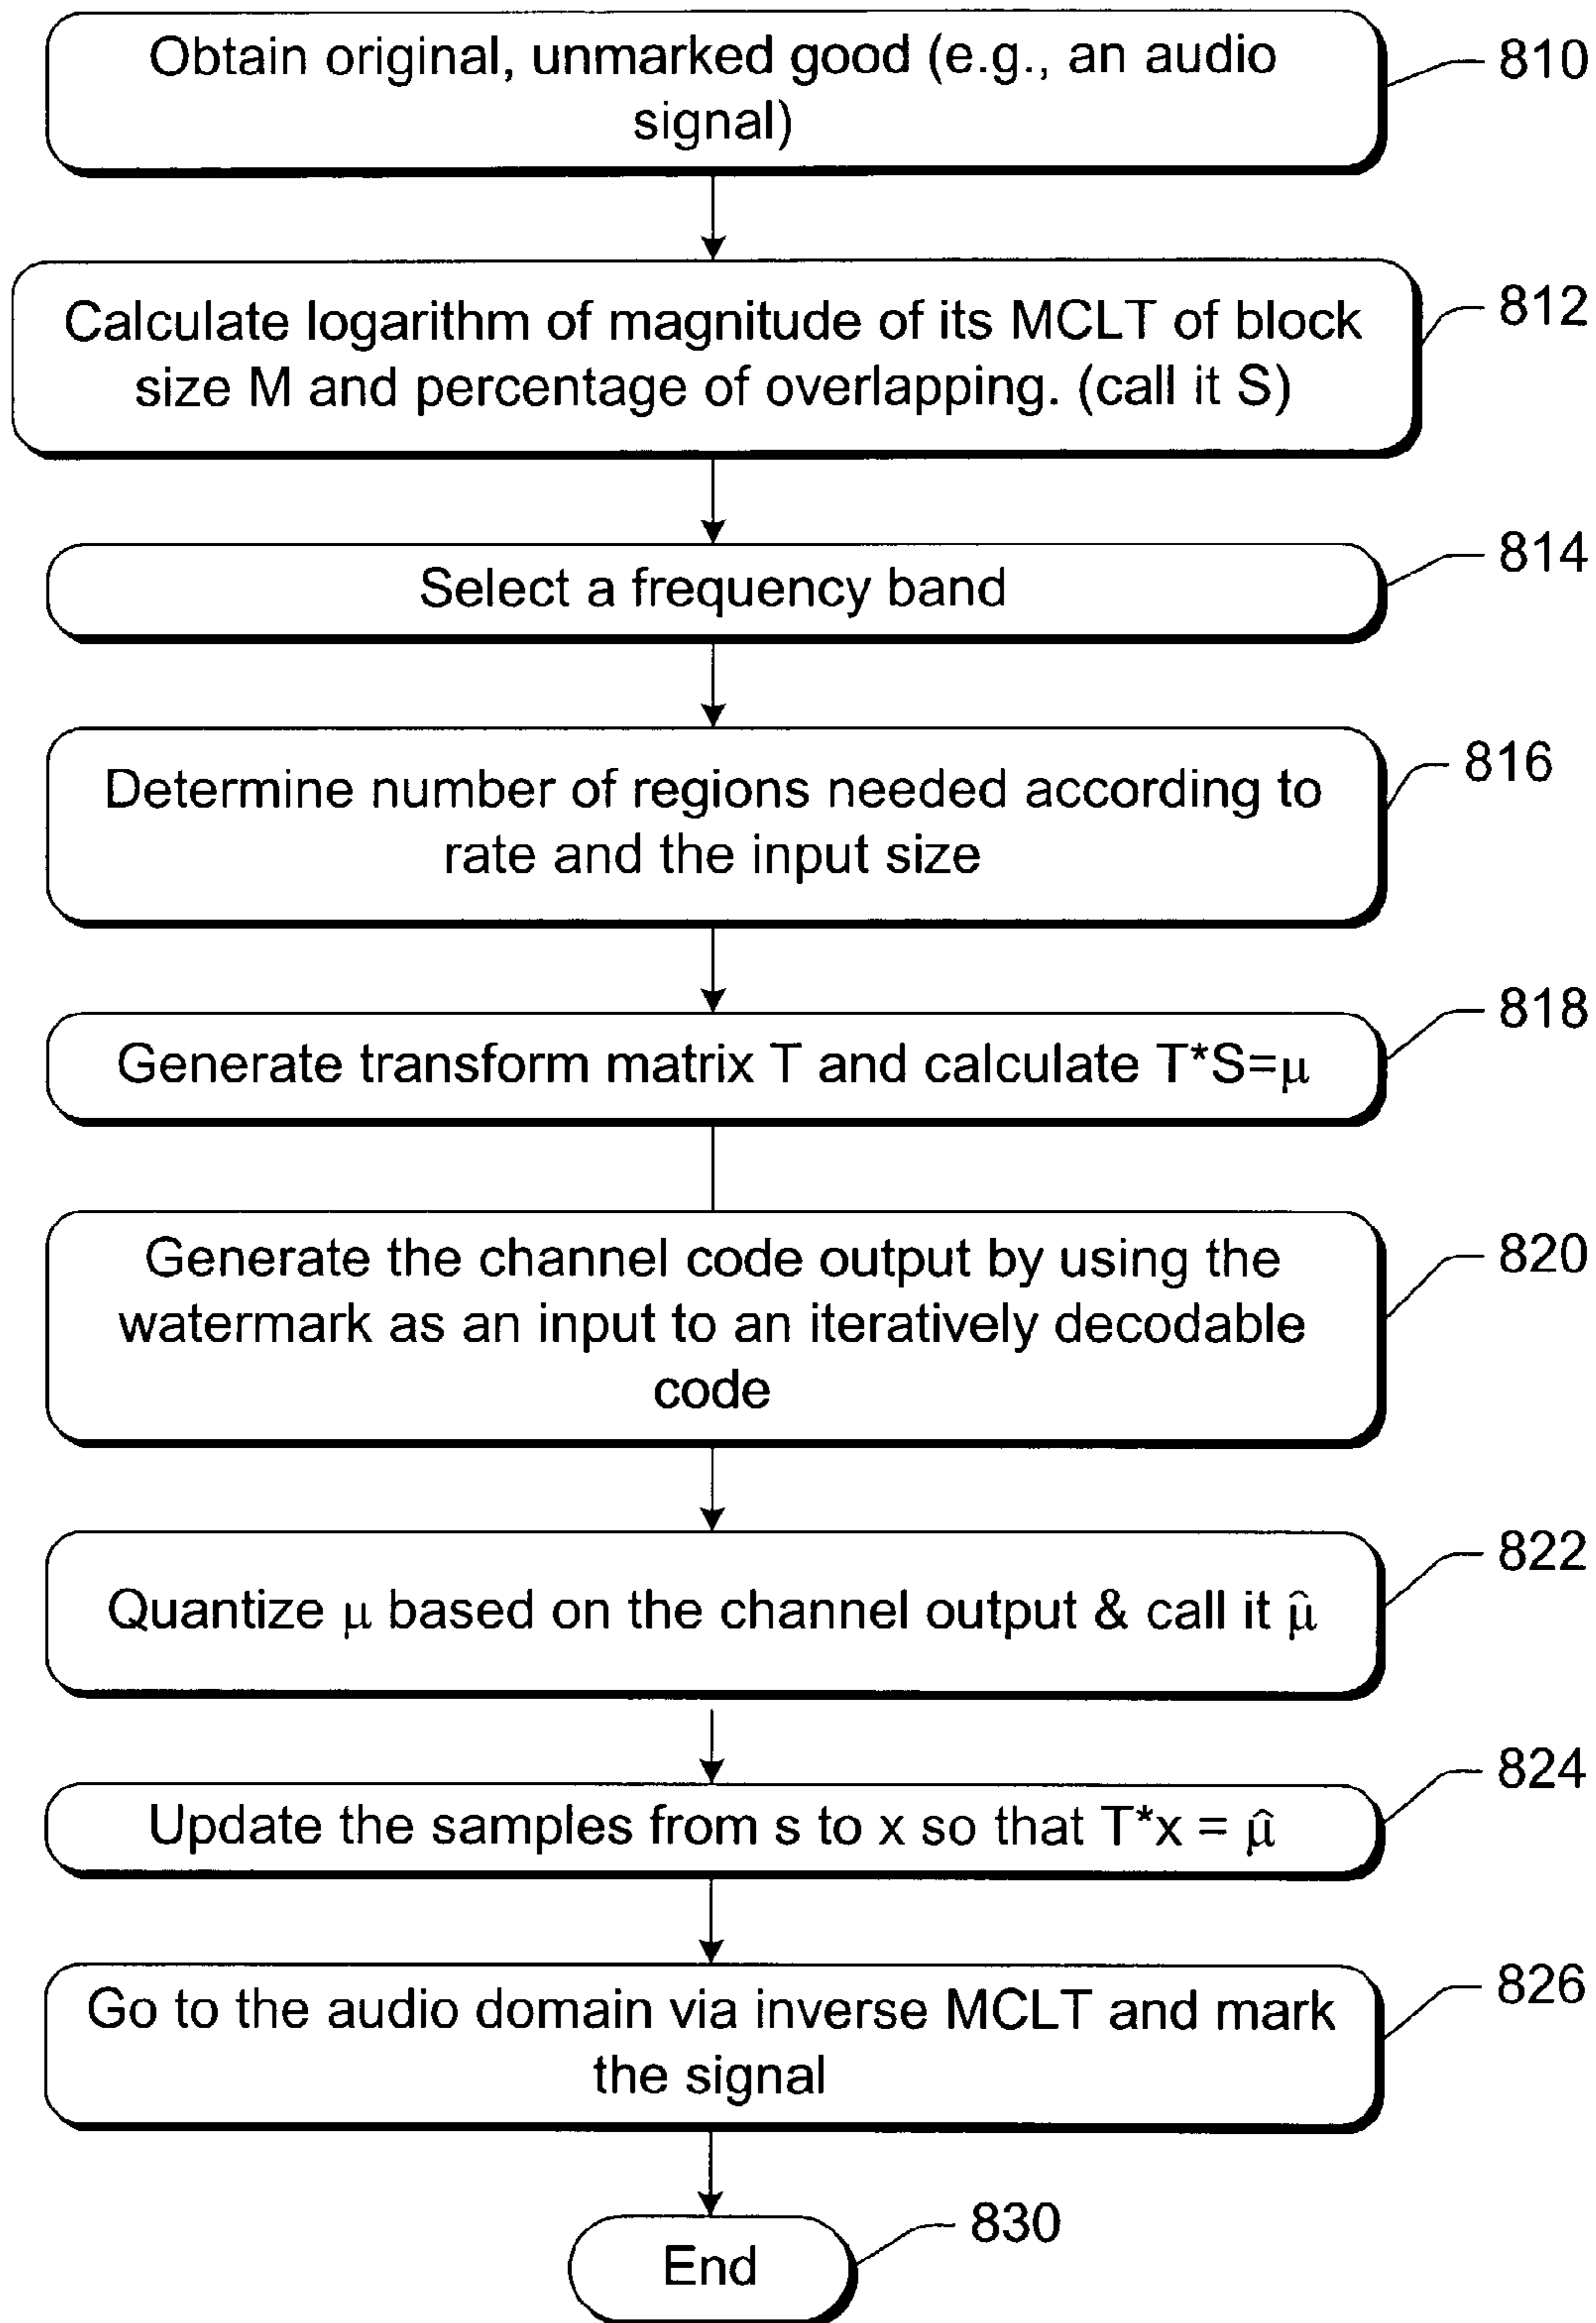 Obtain original, unmarked good (e.g., an audio
signal)
810
Calculate logarithm of magnitude of its MCLT of block
size M and percentage of overlapping. (call it S)
812
Select a frequency band
814
Determine number of regions needed according to
rate and the input size
816
Generate transform matrix T and calculate T*S=μ
818
Generate the channel code output by using the
watermark as an input to an iteratively decodable
code
820
Quantize μ based on the channel output & call it μ̂
822
Update the samples from s to x so that T*x = μ̂
824
Go to the audio domain via inverse MCLT and mark
the signal
826
End
830